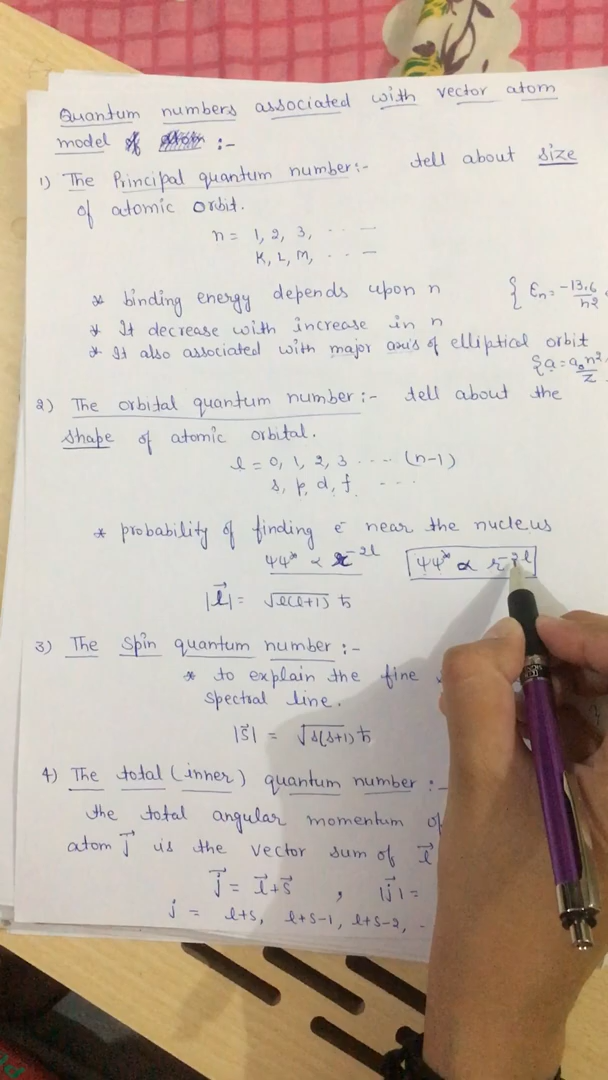 Quantum numbers associated with vector atom
model :-
1) The Principal quantum number:- tell about size
of atomic orbit.
n = 1, 2, 3, ... —
K, L, M, ... —
* binding energy depends upon n { En = -13.6/n²
* It decrease with increase in n
* It also associated with major axis of elliptical orbit
{ a = a₀n²/Z
2) The orbital quantum number:- tell about the
shape of atomic orbital.
l = 0, 1, 2, 3 ..... (n-1)
s, p, d, f ...
* probability of finding e⁻ near the nucleus
ψψ* ∝ r⁻²ˡ ψψ* ∝ r⁻²ˡ
|l⃗| = √l(l+1) ħ
3) The Spin quantum number:-
* to explain the fine
spectral line.
|s⃗| = √s(s+1) ħ
4) The total (inner) quantum number:-
the total angular momentum of
atom J⃗ is the vector sum of l⃗
j⃗ = l⃗+s⃗ , |j⃗| =
j = l+s, l+s-1, l+s-2, -